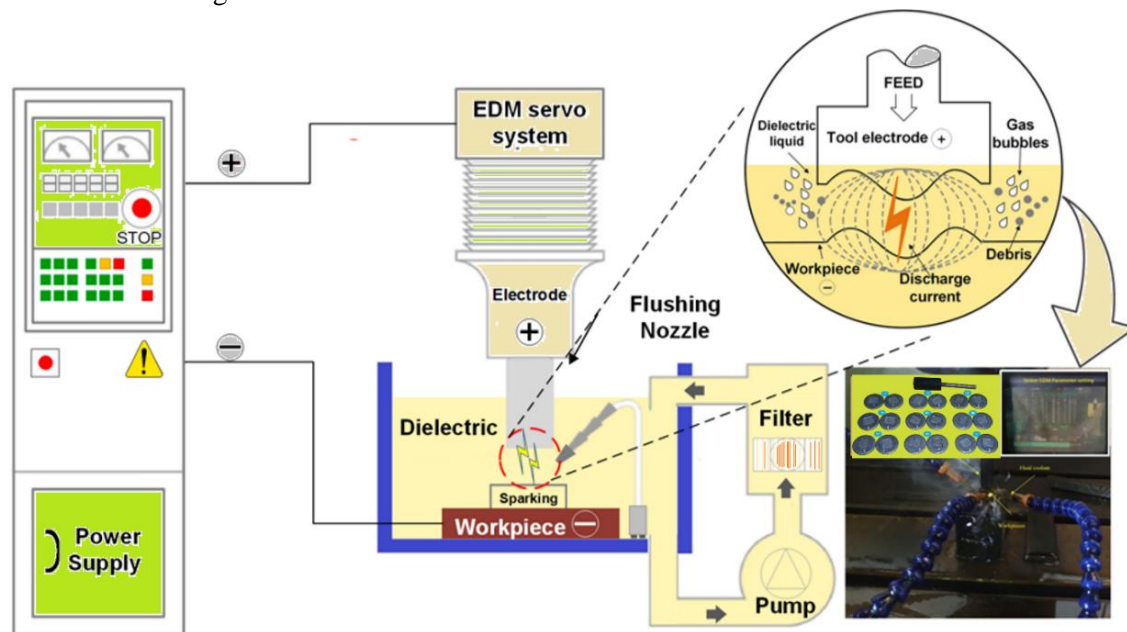 EDM servo
system
+
STOP
Electrode
+
−
Flushing
Nozzle
Dielectric
Sparking
Workpiece −
Power
Supply
Filter
Pump
FEED
Dielectric
liquid
Tool electrode +
Gas
bubbles
Workpiece
−
Discharge
current
Debris
Workpiece